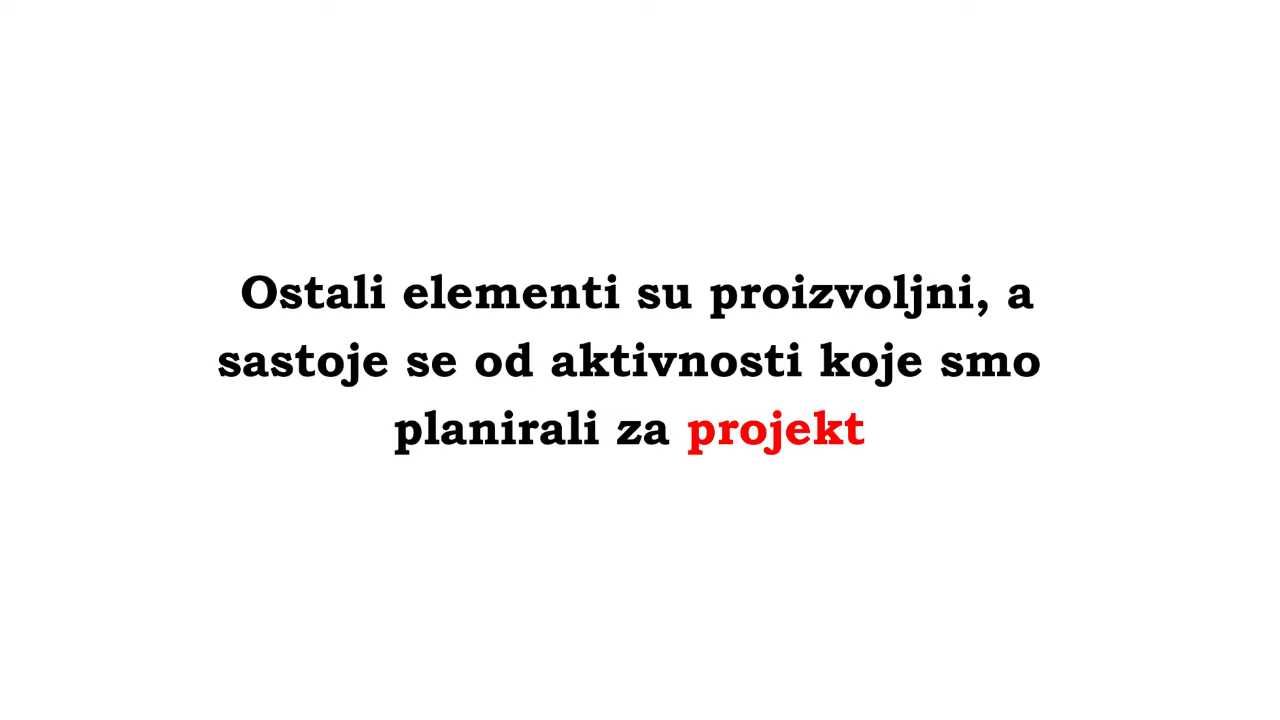 Ostali elementi su proizvoljni, a
sastoje se od aktivnosti koje smo
planirali za projekt